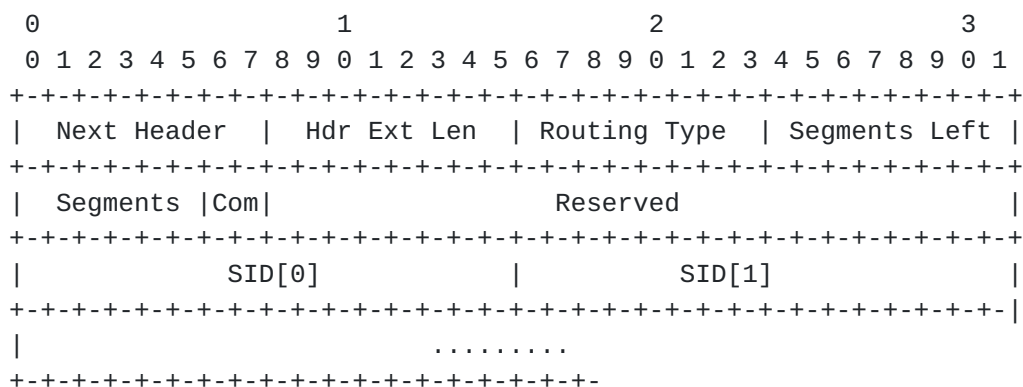 0                   1                   2                   3
 0 1 2 3 4 5 6 7 8 9 0 1 2 3 4 5 6 7 8 9 0 1 2 3 4 5 6 7 8 9 0 1
+-+-+-+-+-+-+-+-+-+-+-+-+-+-+-+-+-+-+-+-+-+-+-+-+-+-+-+-+-+-+-+-+
|  Next Header  |  Hdr Ext Len  | Routing Type  | Segments Left |
+-+-+-+-+-+-+-+-+-+-+-+-+-+-+-+-+-+-+-+-+-+-+-+-+-+-+-+-+-+-+-+-+
|  Segments |Com|                  Reserved                     |
+-+-+-+-+-+-+-+-+-+-+-+-+-+-+-+-+-+-+-+-+-+-+-+-+-+-+-+-+-+-+-+-+
|             SID[0]            |          SID[1]               |
+-+-+-+-+-+-+-+-+-+-+-+-+-+-+-+-+-+-+-+-+-+-+-+-+-+-+-+-+-+-+-+-|
|                          .........
+-+-+-+-+-+-+-+-+-+-+-+-+-+-+-+-+-+-+-